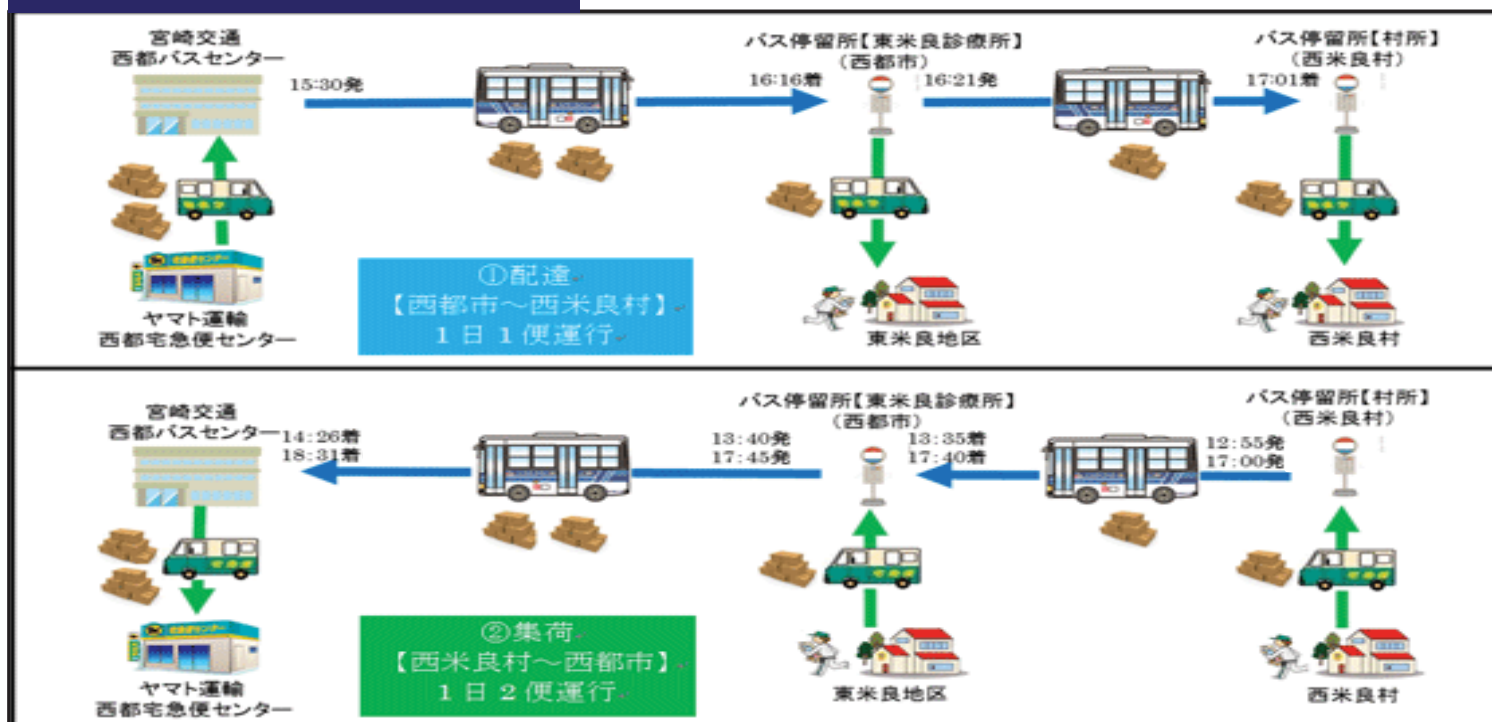 宮崎交通
西都バスセンター
15:30発
16:16着
バス停留所【東米良診療所】
(西都市)
16:21発
17:01着
バス停留所【村所】
(西米良村)
ヤマト運輸
西都宅急便センター
①配達
【西都市～西米良村】
1日1便運行
東米良地区
西米良村
宮崎交通
西都バスセンター
14:26着
18:31着
13:40発
17:45発
バス停留所【東米良診療所】
(西都市)
13:35着
17:40着
12:55発
17:00発
バス停留所【村所】
(西米良村)
ヤマト運輸
西都宅急便センター
②集荷
【西米良村～西都市】
1日2便運行
東米良地区
西米良村